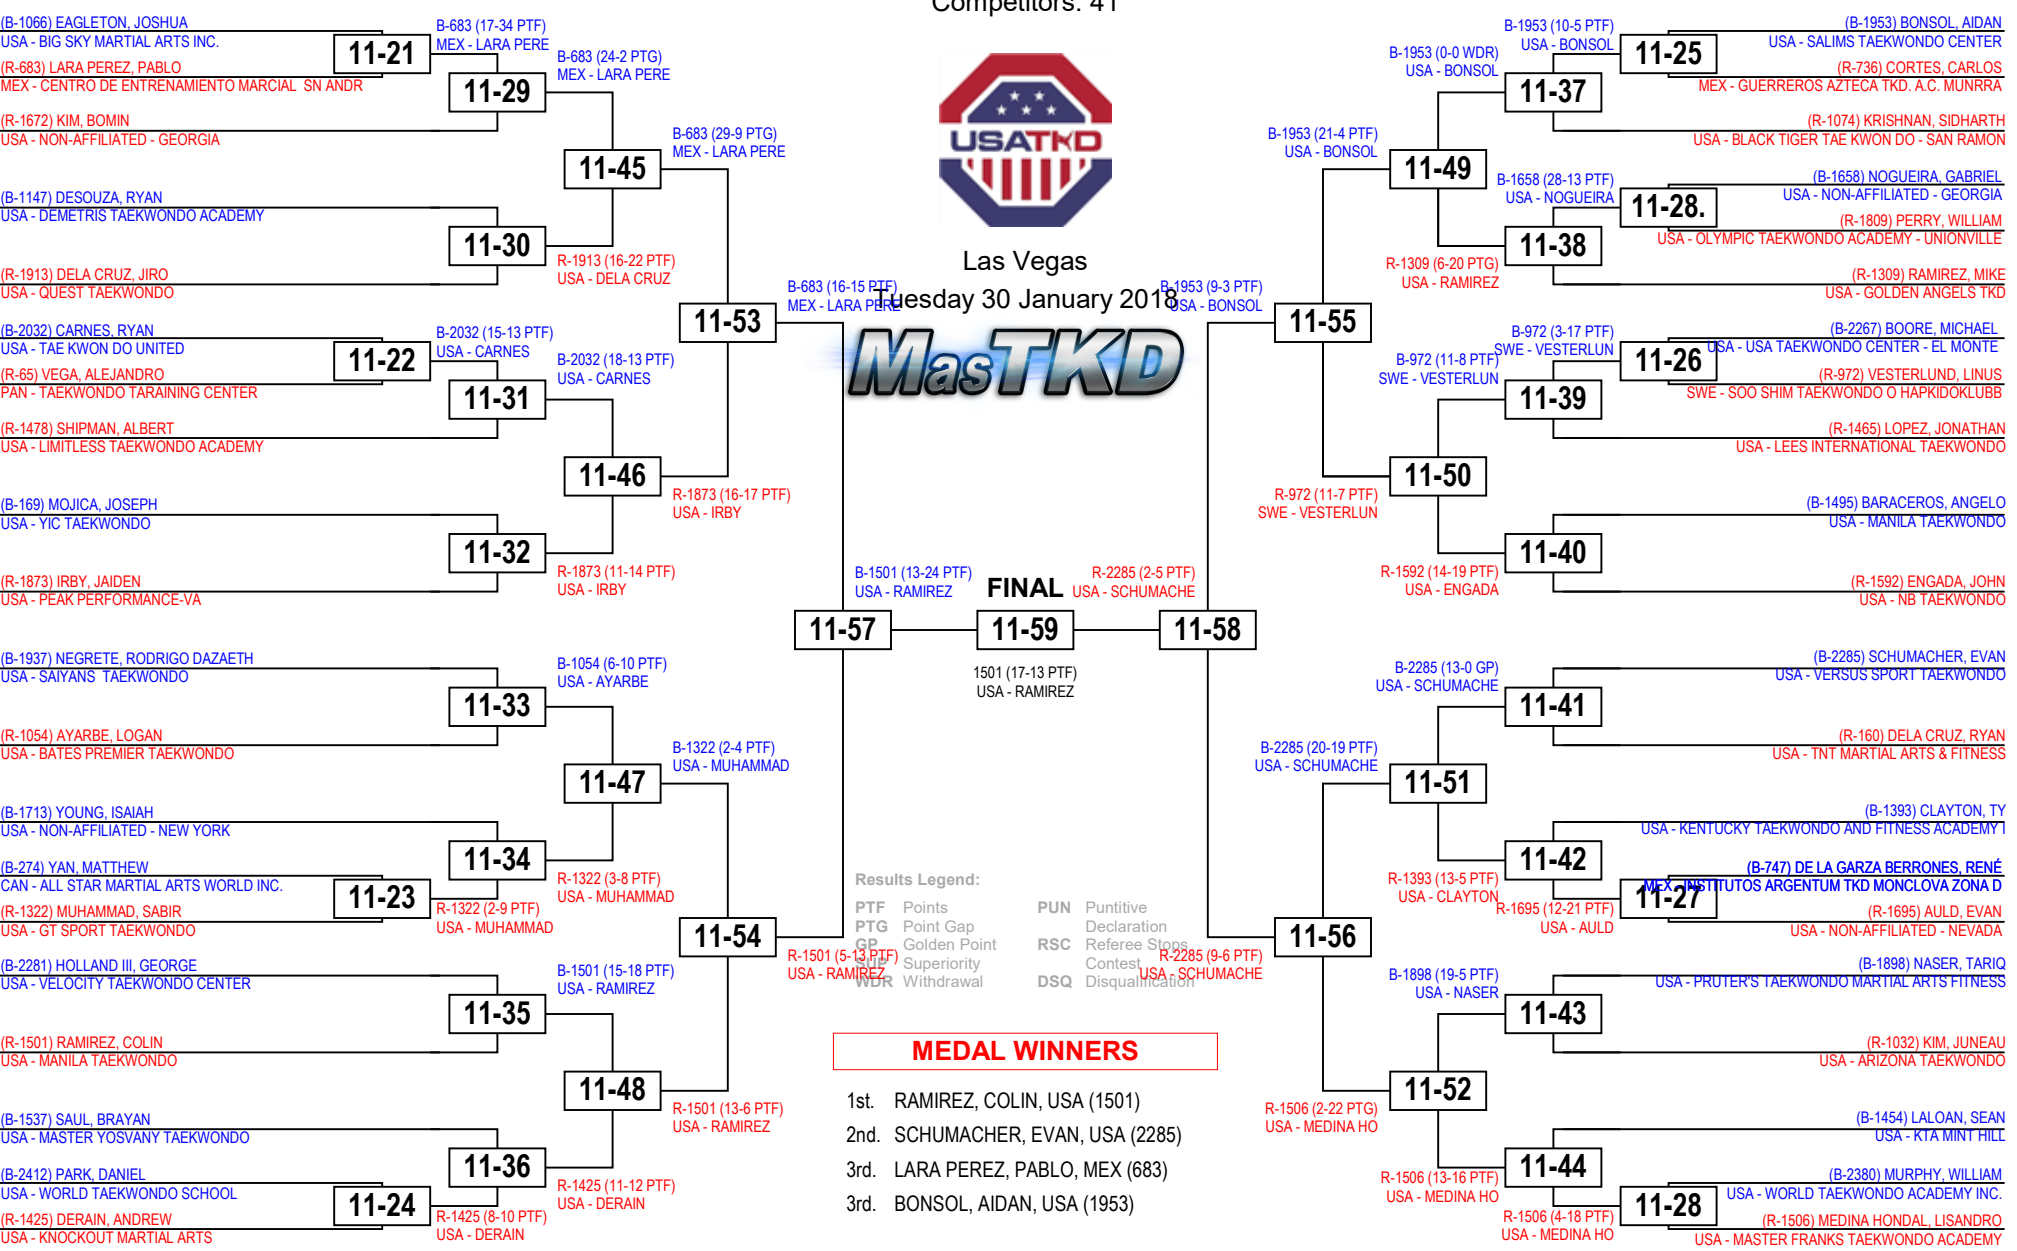 Competitors: 41
USATKD
Las Vegas
Tuesday 30 January 2018
MasTKD
(B-1066) EAGLETON, JOSHUA
USA - BIG SKY MARTIAL ARTS INC.
11-21
(R-683) LARA PEREZ, PABLO
MEX - CENTRO DE ENTRENAMIENTO MARCIAL SN ANDR
B-683 (17-34 PTF)
MEX - LARA PERE
11-29
(R-1672) KIM, BOMIN
USA - NON-AFFILIATED - GEORGIA
B-683 (24-2 PTG)
MEX - LARA PERE
11-45
(B-1147) DESOUZA, RYAN
USA - DEMETRIS TAEKWONDO ACADEMY
11-30
(R-1913) DELA CRUZ, JIRO
USA - QUEST TAEKWONDO
R-1913 (16-22 PTF)
USA - DELA CRUZ
B-683 (29-9 PTG)
MEX - LARA PERE
11-53
(B-2032) CARNES, RYAN
USA - TAE KWON DO UNITED
11-22
(R-65) VEGA, ALEJANDRO
PAN - TAEKWONDO TARAINING CENTER
B-2032 (15-13 PTF)
USA - CARNES
11-31
(R-1478) SHIPMAN, ALBERT
USA - LIMITLESS TAEKWONDO ACADEMY
B-2032 (18-13 PTF)
USA - CARNES
11-46
(B-169) MOJICA, JOSEPH
USA - YIC TAEKWONDO
11-32
(R-1873) IRBY, JAIDEN
USA - PEAK PERFORMANCE-VA
R-1873 (11-14 PTF)
USA - IRBY
R-1873 (16-17 PTF)
USA - IRBY
B-683 (16-15 PTF)
MEX - LARA PERE
11-57
(B-1937) NEGRETE, RODRIGO DAZAETH
USA - SAIYANS TAEKWONDO
11-33
(R-1054) AYARBE, LOGAN
USA - BATES PREMIER TAEKWONDO
B-1054 (6-10 PTF)
USA - AYARBE
11-47
(B-1713) YOUNG, ISAIAH
USA - NON-AFFILIATED - NEW YORK
11-34
(B-274) YAN, MATTHEW
CAN - ALL STAR MARTIAL ARTS WORLD INC.
11-23
(R-1322) MUHAMMAD, SABIR
USA - GT SPORT TAEKWONDO
R-1322 (2-9 PTF)
USA - MUHAMMAD
R-1322 (3-8 PTF)
USA - MUHAMMAD
B-1322 (2-4 PTF)
USA - MUHAMMAD
11-54
(B-2281) HOLLAND III, GEORGE
USA - VELOCITY TAEKWONDO CENTER
11-35
(R-1501) RAMIREZ, COLIN
USA - MANILA TAEKWONDO
B-1501 (15-18 PTF)
USA - RAMIREZ
11-48
(B-1537) SAUL, BRAYAN
USA - MASTER YOSVANY TAEKWONDO
11-36
(B-2412) PARK, DANIEL
USA - WORLD TAEKWONDO SCHOOL
11-24
(R-1425) DERAIN, ANDREW
USA - KNOCKOUT MARTIAL ARTS
R-1425 (8-10 PTF)
USA - DERAIN
R-1425 (11-12 PTF)
USA - DERAIN
R-1501 (13-6 PTF)
USA - RAMIREZ
R-1501 (5-13 PTF)
USA - RAMIREZ
B-1501 (13-24 PTF)
USA - RAMIREZ
FINAL
11-59
1501 (17-13 PTF)
USA - RAMIREZ
R-2285 (2-5 PTF)
USA - SCHUMACHE
11-58
B-1953 (9-3 PTF)
USA - BONSOL
11-55
B-1953 (21-4 PTF)
USA - BONSOL
11-49
B-1953 (0-0 WDR)
USA - BONSOL
11-37
B-1953 (10-5 PTF)
USA - BONSOL
11-25
(B-1953) BONSOL, AIDAN
USA - SALIMS TAEKWONDO CENTER
(R-736) CORTES, CARLOS
MEX - GUERREROS AZTECA TKD. A.C. MUNRRA
(R-1074) KRISHNAN, SIDHARTH
USA - BLACK TIGER TAE KWON DO - SAN RAMON
B-1658 (28-13 PTF)
USA - NOGUEIRA
11-28.
(B-1658) NOGUEIRA, GABRIEL
USA - NON-AFFILIATED - GEORGIA
(R-1809) PERRY, WILLIAM
USA - OLYMPIC TAEKWONDO ACADEMY - UNIONVILLE
11-38
(R-1309) RAMIREZ, MIKE
USA - GOLDEN ANGELS TKD
R-1309 (6-20 PTG)
USA - RAMIREZ
B-972 (3-17 PTF)
SWE - VESTERLUN
11-26
(B-2267) BOORE, MICHAEL
USA - USA TAEKWONDO CENTER - EL MONTE
(R-972) VESTERLUND, LINUS
SWE - SOO SHIM TAEKWONDO O HAPKIDOKLUBB
B-972 (11-8 PTF)
SWE - VESTERLUN
11-39
(R-1465) LOPEZ, JONATHAN
USA - LEES INTERNATIONAL TAEKWONDO
R-972 (11-7 PTF)
SWE - VESTERLUN
11-50
(B-1495) BARACEROS, ANGELO
USA - MANILA TAEKWONDO
11-40
(R-1592) ENGADA, JOHN
USA - NB TAEKWONDO
R-1592 (14-19 PTF)
USA - ENGADA
B-2285 (13-0 GP)
USA - SCHUMACHE
11-41
(B-2285) SCHUMACHER, EVAN
USA - VERSUS SPORT TAEKWONDO
(R-160) DELA CRUZ, RYAN
USA - TNT MARTIAL ARTS & FITNESS
B-2285 (20-19 PTF)
USA - SCHUMACHE
11-51
(B-1393) CLAYTON, TY
USA - KENTUCKY TAEKWONDO AND FITNESS ACADEMY I
11-42
R-1393 (13-5 PTF)
USA - CLAYTON
(B-747) DE LA GARZA BERRONES, RENÉ
MEX - INSTITUTOS ARGENTUM TKD MONCLOVA ZONA D
11-27
R-1695 (12-21 PTF)
USA - AULD
(R-1695) AULD, EVAN
USA - NON-AFFILIATED - NEVADA
11-56
R-2285 (9-6 PTF)
USA - SCHUMACHE
B-1898 (19-5 PTF)
USA - NASER
11-43
(B-1898) NASER, TARIQ
USA - PRUTER'S TAEKWONDO MARTIAL ARTS FITNESS
(R-1032) KIM, JUNEAU
USA - ARIZONA TAEKWONDO
11-52
R-1506 (2-22 PTG)
USA - MEDINA HO
(B-1454) LALOAN, SEAN
USA - KTA MINT HILL
11-44
R-1506 (13-16 PTF)
USA - MEDINA HO
(B-2380) MURPHY, WILLIAM
USA - WORLD TAEKWONDO ACADEMY INC.
11-28
R-1506 (4-18 PTF)
USA - MEDINA HO
(R-1506) MEDINA HONDAL, LISANDRO
USA - MASTER FRANKS TAEKWONDO ACADEMY
Results Legend:
PTF Points
PTG Point Gap
GP Golden Point
SUP Superiority
WDR Withdrawal
PUN Puntitive
Declaration
RSC Referee Stops
Contest
DSQ Disqualification
MEDAL WINNERS
1st. RAMIREZ, COLIN, USA (1501)
2nd. SCHUMACHER, EVAN, USA (2285)
3rd. LARA PEREZ, PABLO, MEX (683)
3rd. BONSOL, AIDAN, USA (1953)